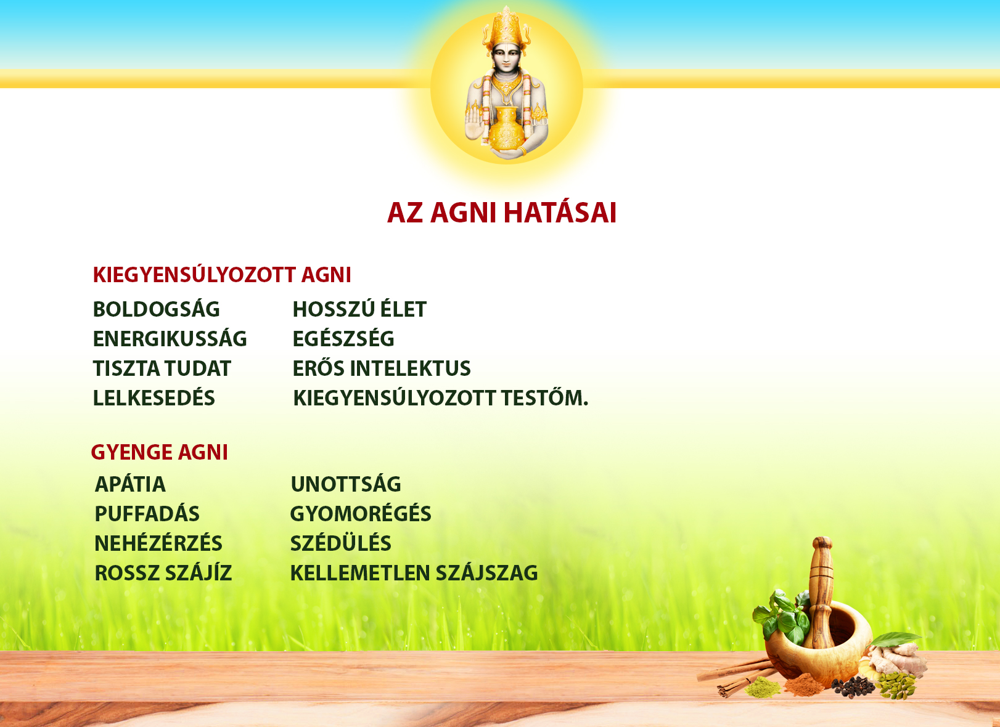 AZ AGNI HATÁSAI
KIEGYENSÚLYOZOTT AGNI
BOLDOGSÁG HOSSZÚ ÉLET
ENERGIKUSSÁG EGÉSZSÉG
TISZTA TUDAT ERŐS INTELEKTUS
LELKESEDÉS KIEGYENSÚLYOZOTT TESTŐM.
GYENGE AGNI
APÁTIA UNOTTSÁG
PUFFADÁS GYOMORÉGÉS
NEHÉZÉRZÉS SZÉDÜLÉS
ROSSZ SZÁJÍZ KELLEMETLEN SZÁJSZAG